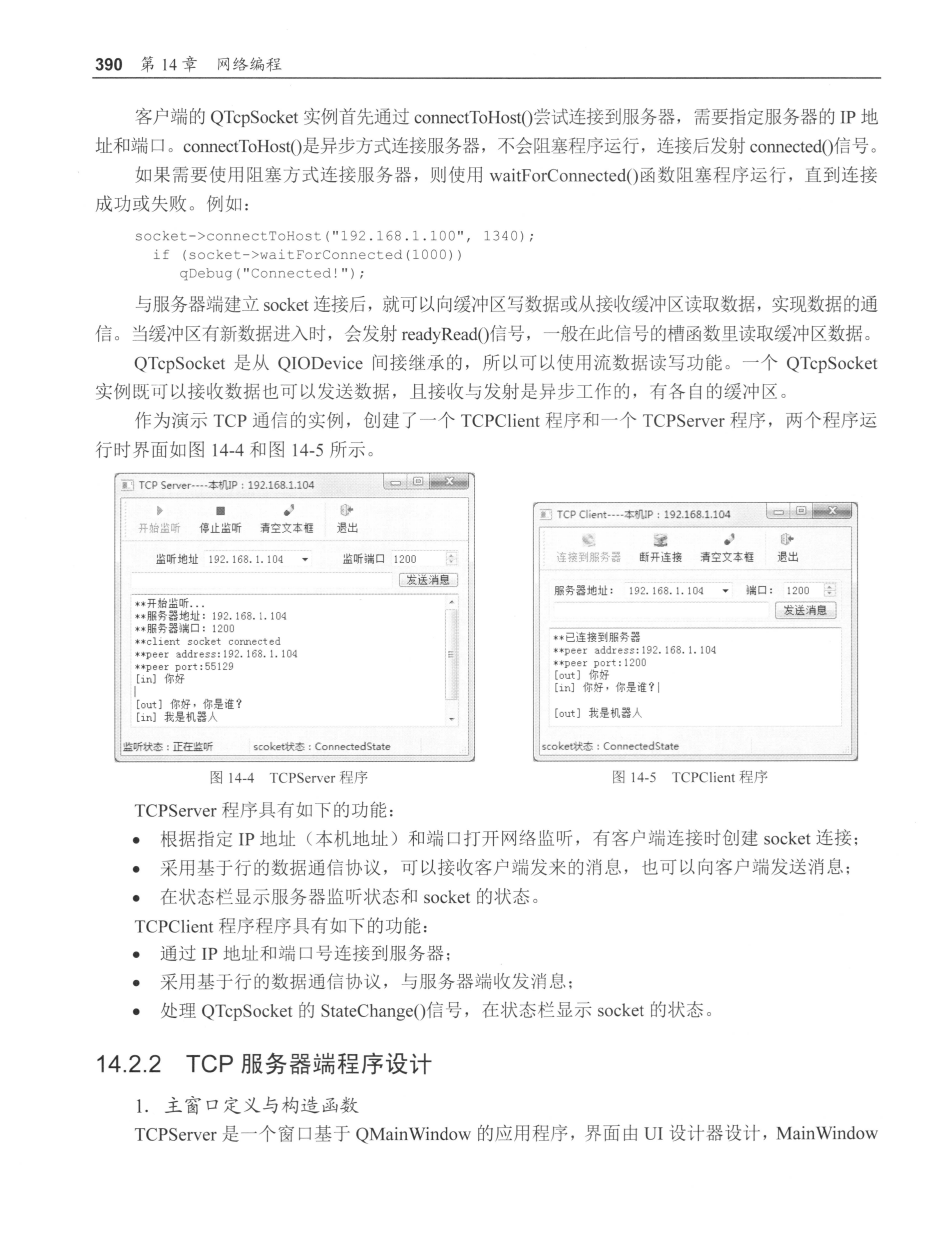 390 第 14 章 网络编程
客户端的 QTcpSocket 实例首先通过 connectToHost()尝试连接到服务器，需要指定服务器的 IP 地
址和端口。connectToHost()是异步方式连接服务器，不会阻塞程序运行，连接后发射 connected()信号。
如果需要使用阻塞方式连接服务器，则使用 waitForConnected()函数阻塞程序运行，直到连接
成功或失败。例如：
socket->connectToHost("192.168.1.100", 1340);
if (socket->waitForConnected(1000))
qDebug("Connected!");
与服务器端建立 socket 连接后，就可以向缓冲区写数据或从接收缓冲区读取数据，实现数据的通
信。当缓冲区有新数据进入时，会发射 readyRead()信号，一般在此信号的槽函数里读取缓冲区数据。
QTcpSocket 是从 QIODevice 间接继承的，所以可以使用流数据读写功能。一个 QTcpSocket
实例既可以接收数据也可以发送数据，且接收与发射是异步工作的，有各自的缓冲区。
作为演示 TCP 通信的实例，创建了一个 TCPClient 程序和一个 TCPServer 程序，两个程序运
行时界面如图 14-4 和图 14-5 所示。
TCP Server----本机IP：192.168.1.104
开始监听 停止监听 清空文本框 退出
监听地址 192.168.1.104 监听端口 1200
发送消息
**开始监听...
**服务器地址：192.168.1.104
**服务器端口：1200
**client socket connected
**peer address:192.168.1.104
**peer port:55129
[in] 你好
[out] 你好，你是谁？
[in] 我是机器人
监听状态：正在监听 scoket状态：ConnectedState
图 14-4 TCPServer 程序
TCP Client----本机IP：192.168.1.104
连接到服务器 断开连接 清空文本框 退出
服务器地址： 192.168.1.104 端口： 1200
发送消息
**已连接到服务器
**peer address:192.168.1.104
**peer port:1200
[out] 你好
[in] 你好，你是谁？
[out] 我是机器人
scoket状态：ConnectedState
图 14-5 TCPClient 程序
TCPServer 程序具有如下的功能：
● 根据指定 IP 地址（本机地址）和端口打开网络监听，有客户端连接时创建 socket 连接；
● 采用基于行的数据通信协议，可以接收客户端发来的消息，也可以向客户端发送消息；
● 在状态栏显示服务器监听状态和 socket 的状态。
TCPClient 程序程序具有如下的功能：
● 通过 IP 地址和端口号连接到服务器；
● 采用基于行的数据通信协议，与服务器端收发消息；
● 处理 QTcpSocket 的 StateChange()信号，在状态栏显示 socket 的状态。
14.2.2 TCP 服务器端程序设计
1．主窗口定义与构造函数
TCPServer 是一个窗口基于 QMainWindow 的应用程序，界面由 UI 设计器设计，MainWindow